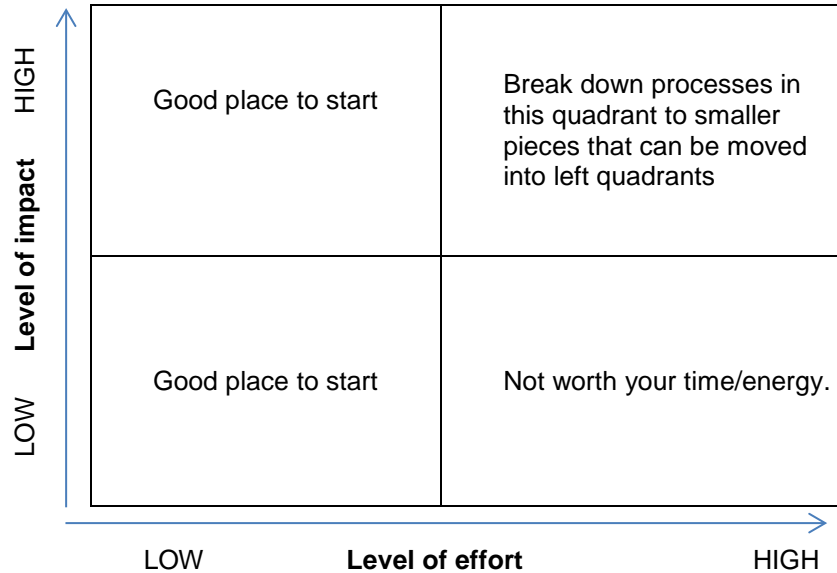 HIGH
Good place to start
Break down processes in
this quadrant to smaller
pieces that can be moved
into left quadrants
Level of impact
LOW
Good place to start
Not worth your time/energy.
LOW
Level of effort
HIGH